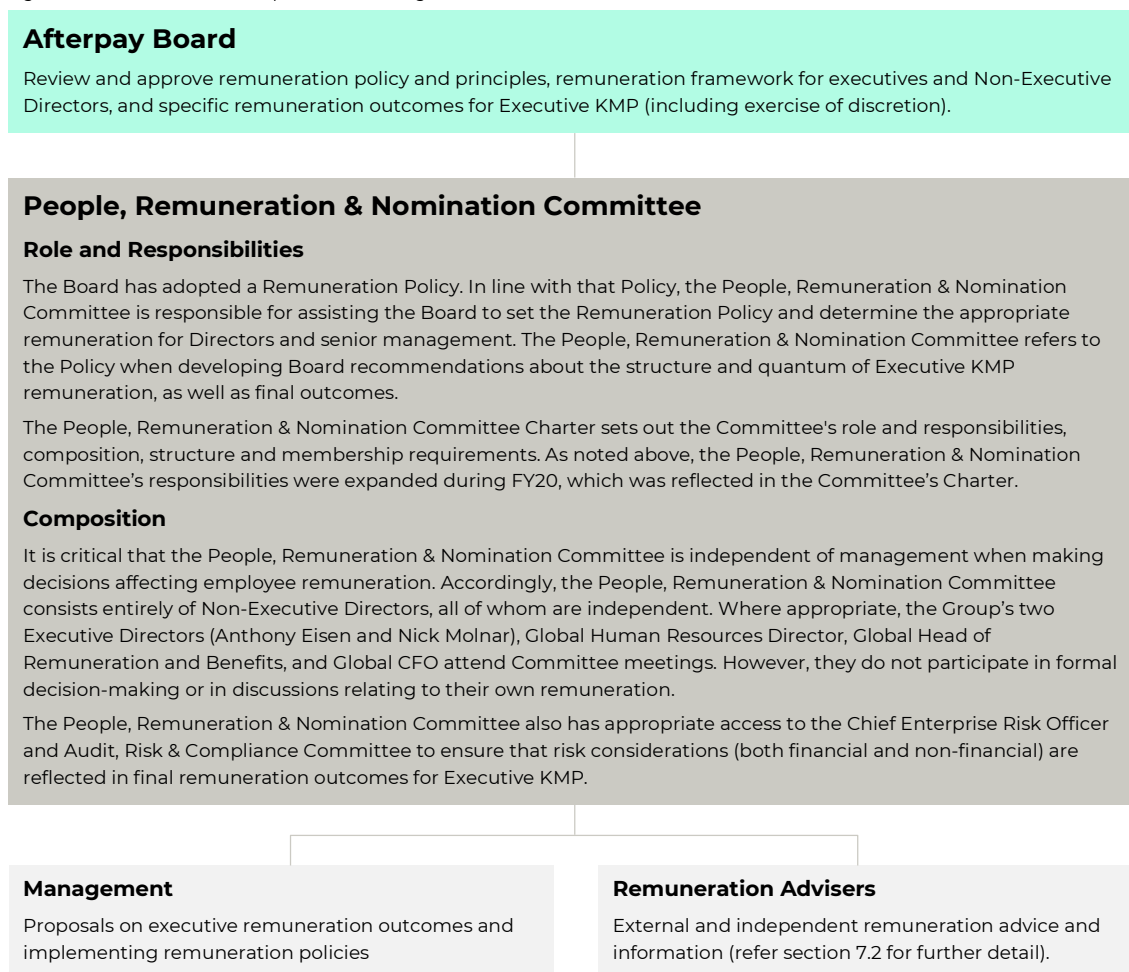 Afterpay Board
Review and approve remuneration policy and principles, remuneration framework for executives and Non-Executive
Directors, and specific remuneration outcomes for Executive KMP (including exercise of discretion).
People, Remuneration & Nomination Committee
Role and Responsibilities
The Board has adopted a Remuneration Policy. In line with that Policy, the People, Remuneration & Nomination
Committee is responsible for assisting the Board to set the Remuneration Policy and determine the appropriate
remuneration for Directors and senior management. The People, Remuneration & Nomination Committee refers to
the Policy when developing Board recommendations about the structure and quantum of Executive KMP
remuneration, as well as final outcomes.
The People, Remuneration & Nomination Committee Charter sets out the Committee's role and responsibilities,
composition, structure and membership requirements. As noted above, the People, Remuneration & Nomination
Committee’s responsibilities were expanded during FY20, which was reflected in the Committee’s Charter.
Composition
It is critical that the People, Remuneration & Nomination Committee is independent of management when making
decisions affecting employee remuneration. Accordingly, the People, Remuneration & Nomination Committee
consists entirely of Non-Executive Directors, all of whom are independent. Where appropriate, the Group’s two
Executive Directors (Anthony Eisen and Nick Molnar), Global Human Resources Director, Global Head of
Remuneration and Benefits, and Global CFO attend Committee meetings. However, they do not participate in formal
decision-making or in discussions relating to their own remuneration.
The People, Remuneration & Nomination Committee also has appropriate access to the Chief Enterprise Risk Officer
and Audit, Risk & Compliance Committee to ensure that risk considerations (both financial and non-financial) are
reflected in final remuneration outcomes for Executive KMP.
Management
Proposals on executive remuneration outcomes and
implementing remuneration policies
Remuneration Advisers
External and independent remuneration advice and
information (refer section 7.2 for further detail).